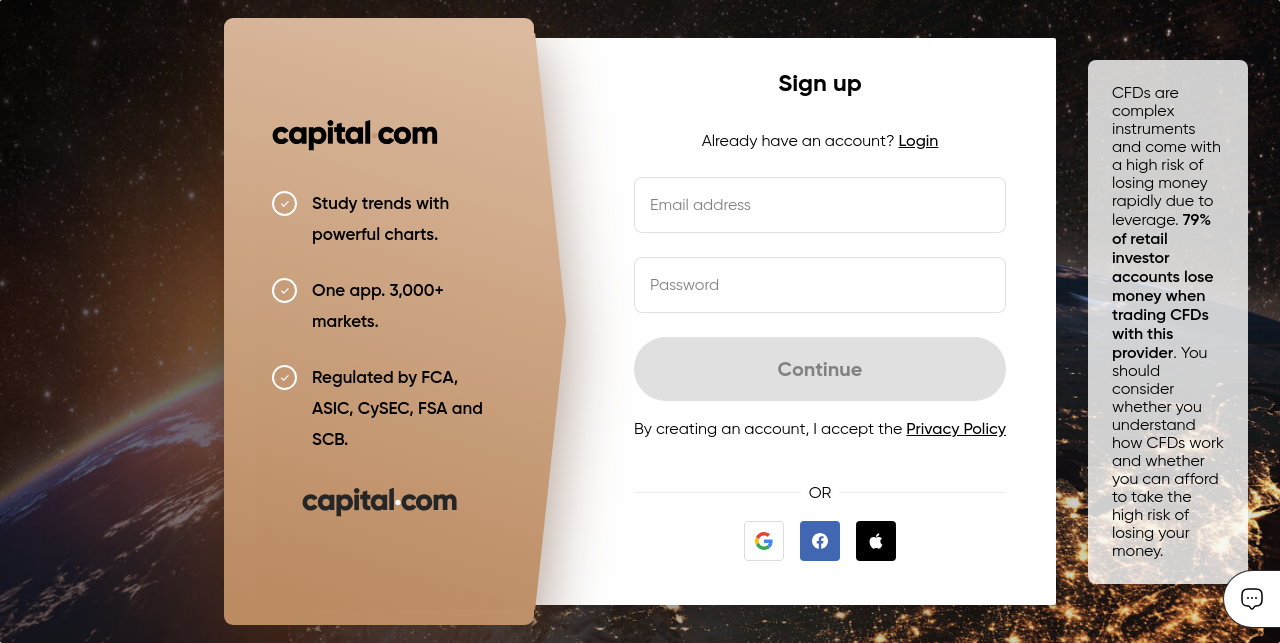 capital.com
Study trends with
powerful charts.
One app. 3,000+
markets.
Regulated by FCA,
ASIC, CySEC, FSA and
SCB.
capital.com
Sign up
Already have an account? Login
Email address
Password
Continue
By creating an account, I accept the Privacy Policy
OR
CFDs are
complex
instruments
and come with
a high risk of
losing money
rapidly due to
leverage. 79%
of retail
investor
accounts lose
money when
trading CFDs
with this
provider. You
should
consider
whether you
understand
how CFDs work
and whether
you can afford
to take the
high risk of
losing your
money.